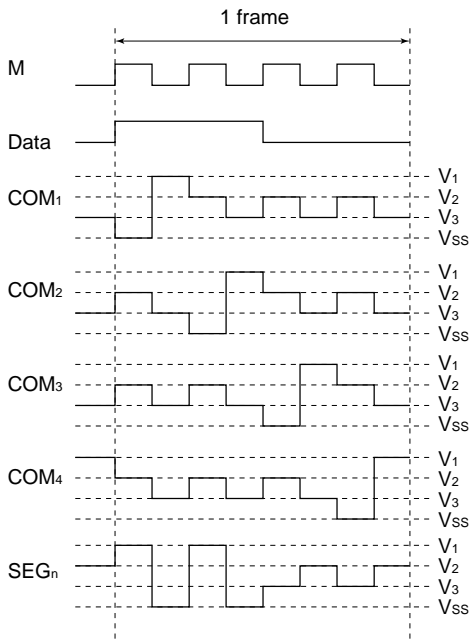 1 frame
M
Data
COM1
V1
V2
V3
VSS
COM2
V1
V2
V3
VSS
COM3
V1
V2
V3
VSS
COM4
V1
V2
V3
VSS
SEGn
V1
V2
V3
VSS